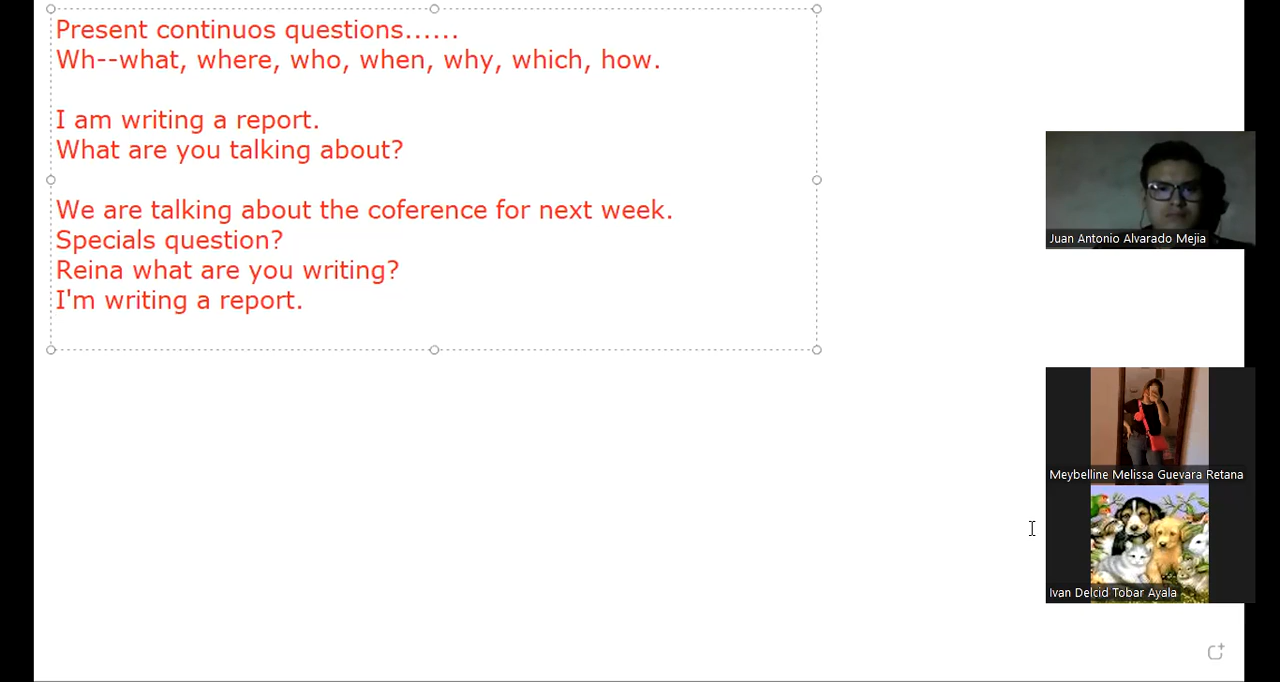 Present continuos questions......
Wh--what, where, who, when, why, which, how.
I am writing a report.
What are you talking about?
We are talking about the coference for next week.
Specials question?
Reina what are you writing?
I'm writing a report.
Juan Antonio Alvarado Mejia
Meybelline Melissa Guevara Retana
Ivan Delcid Tobar Ayala